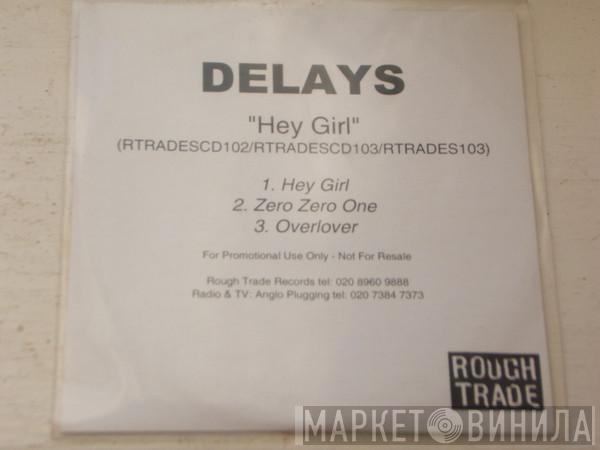 DELAYS
"Hey Girl"
(RTRADESCD102/RTRADESCD103/RTRADES103)
1. Hey Girl
2. Zero Zero One
3. Overlover
For Promotional Use Only - Not For Resale
Rough Trade Records tel: 020 8960 9888
Radio & TV: Anglo Plugging tel: 020 7384 7373
ROUGH
TRADE
МАРКЕТ ВИНИЛА